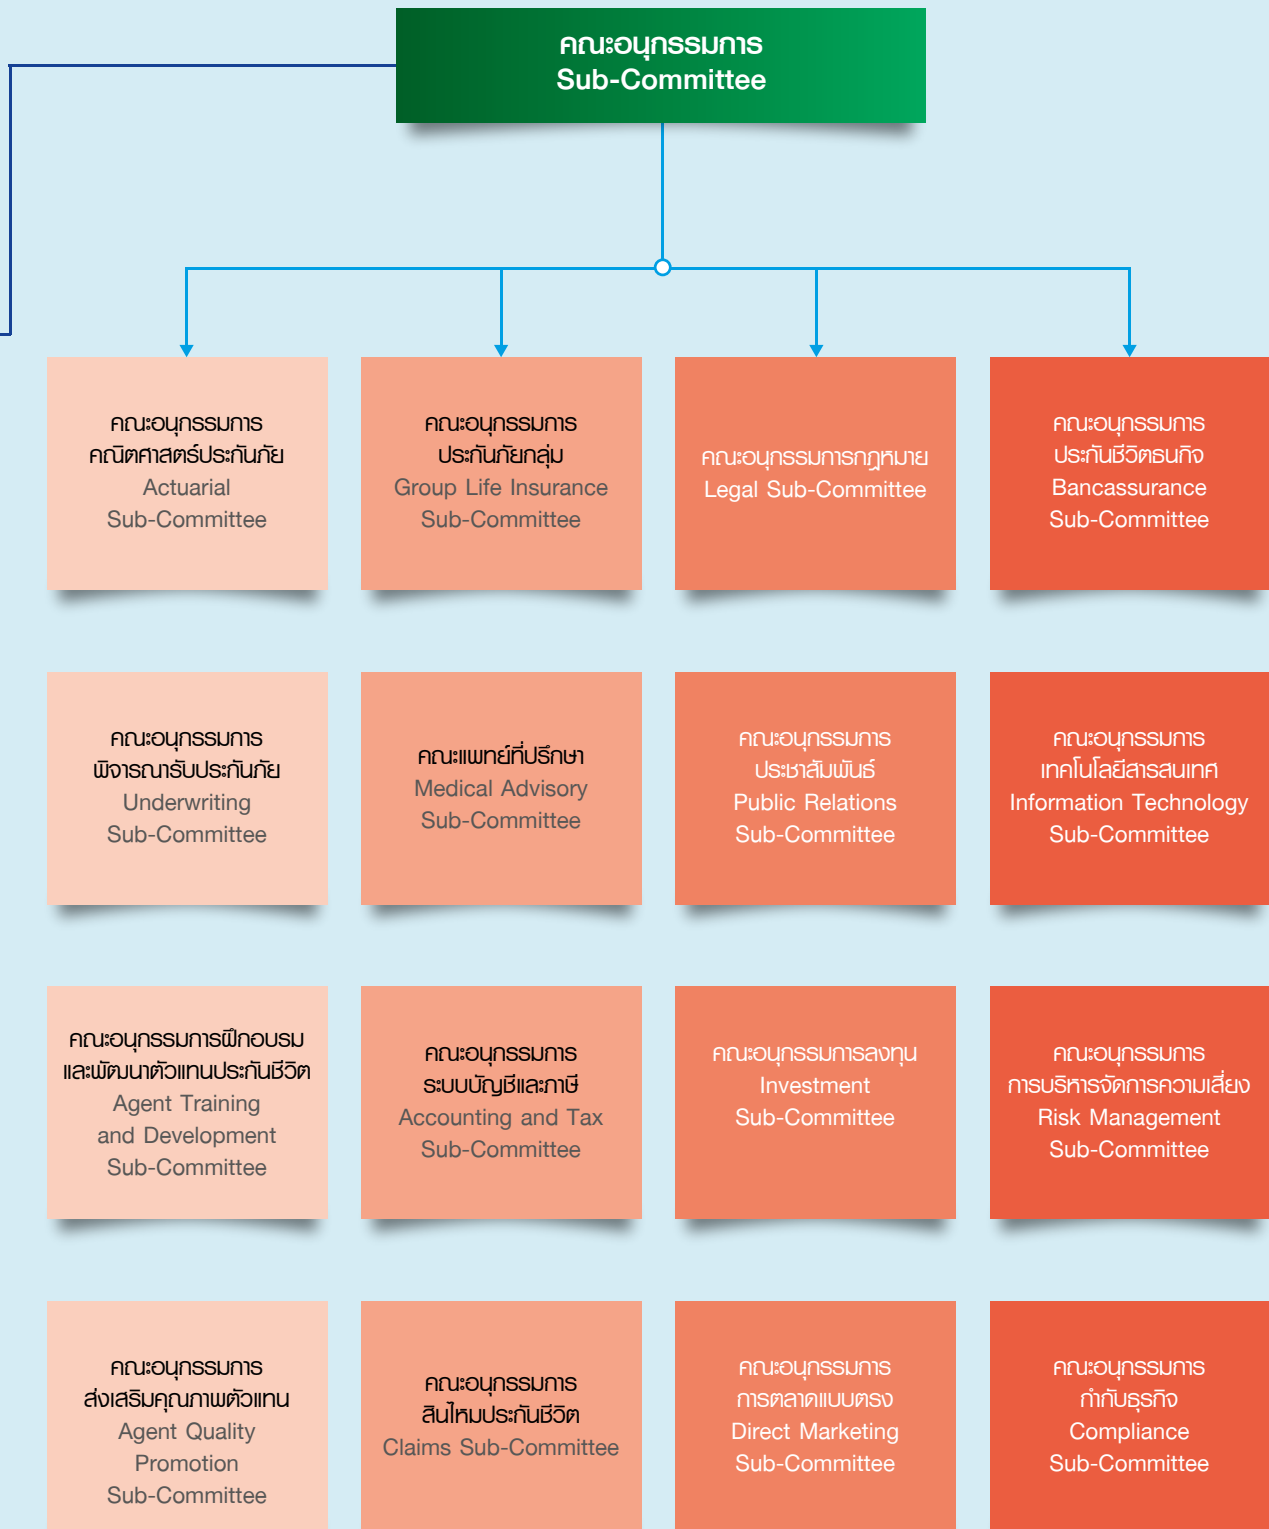 คณะอนุกรรมการ
Sub-Committee
คณะอนุกรรมการ
คณิตศาสตร์ประกันภัย
Actuarial
Sub-Committee
คณะอนุกรรมการ
ประกันภัยกลุ่ม
Group Life Insurance
Sub-Committee
คณะอนุกรรมการกฎหมาย
Legal Sub-Committee
คณะอนุกรรมการ
ประกันชีวิตธนกิจ
Bancassurance
Sub-Committee
คณะอนุกรรมการ
พิจารณารับประกันภัย
Underwriting
Sub-Committee
คณะแพทย์ที่ปรึกษา
Medical Advisory
Sub-Committee
คณะอนุกรรมการ
ประชาสัมพันธ์
Public Relations
Sub-Committee
คณะอนุกรรมการ
เทคโนโลยีสารสนเทศ
Information Technology
Sub-Committee
คณะอนุกรรมการฝึกอบรม
และพัฒนาตัวแทนประกันชีวิต
Agent Training
and Development
Sub-Committee
คณะอนุกรรมการ
ระบบบัญชีและภาษี
Accounting and Tax
Sub-Committee
คณะอนุกรรมการลงทุน
Investment
Sub-Committee
คณะอนุกรรมการ
การบริหารจัดการความเสี่ยง
Risk Management
Sub-Committee
คณะอนุกรรมการ
ส่งเสริมคุณภาพตัวแทน
Agent Quality
Promotion
Sub-Committee
คณะอนุกรรมการ
สินไหมประกันชีวิต
Claims Sub-Committee
คณะอนุกรรมการ
การตลาดแบบตรง
Direct Marketing
Sub-Committee
คณะอนุกรรมการ
กำกับธุรกิจ
Compliance
Sub-Committee